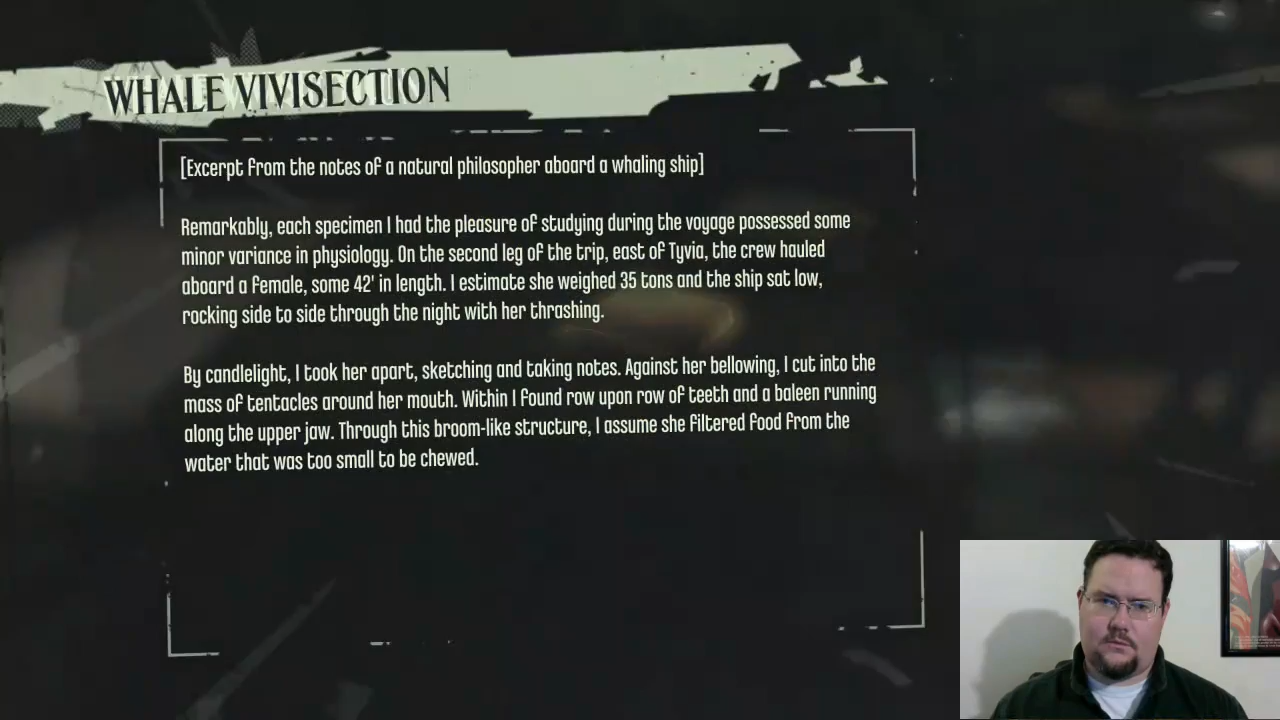 WHALE VIVISECTION
[Excerpt from the notes of a natural philosopher aboard a whaling ship]
Remarkably, each specimen I had the pleasure of studying during the voyage possessed some
minor variance in physiology. On the second leg of the trip, east of Tyvia, the crew hauled
aboard a female, some 42' in length. I estimate she weighed 35 tons and the ship sat low,
rocking side to side through the night with her thrashing.
By candlelight, I took her apart, sketching and taking notes. Against her bellowing, I cut into the
mass of tentacles around her mouth. Within I found row upon row of teeth and a baleen running
along the upper jaw. Through this broom-like structure, I assume she filtered food from the
water that was too small to be chewed.